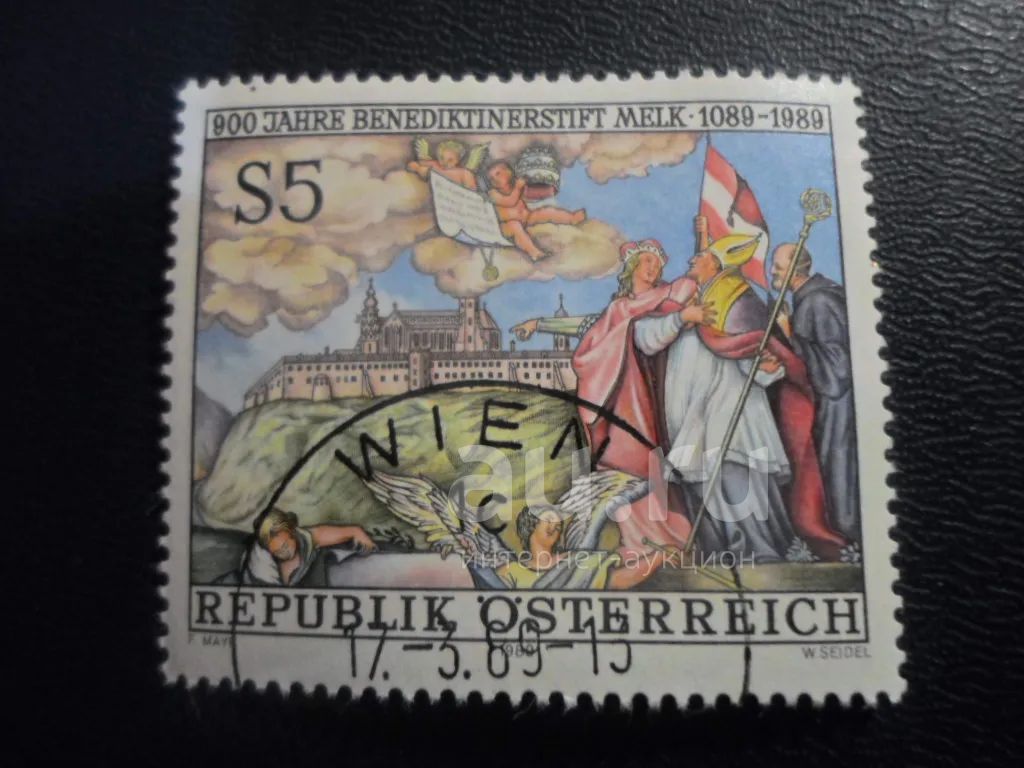 900 JAHRE BENEDIKTINERSTIFT MELK · 1089–1989
S5
WIEN
au.ru
интернет-аукцион
REPUBLIK ÖSTERREICH
1989
W SEIDEL
17.-3.89-15